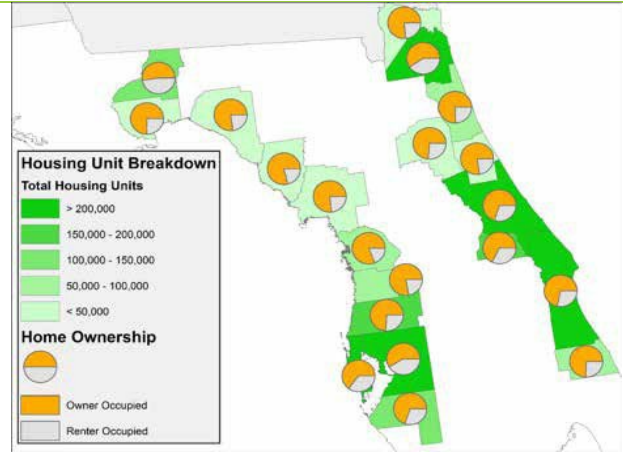 Housing Unit Breakdown
Total Housing Units
> 200,000
150,000 - 200,000
100,000 - 150,000
50,000 - 100,000
< 50,000
Home Ownership
Owner Occupied
Renter Occupied